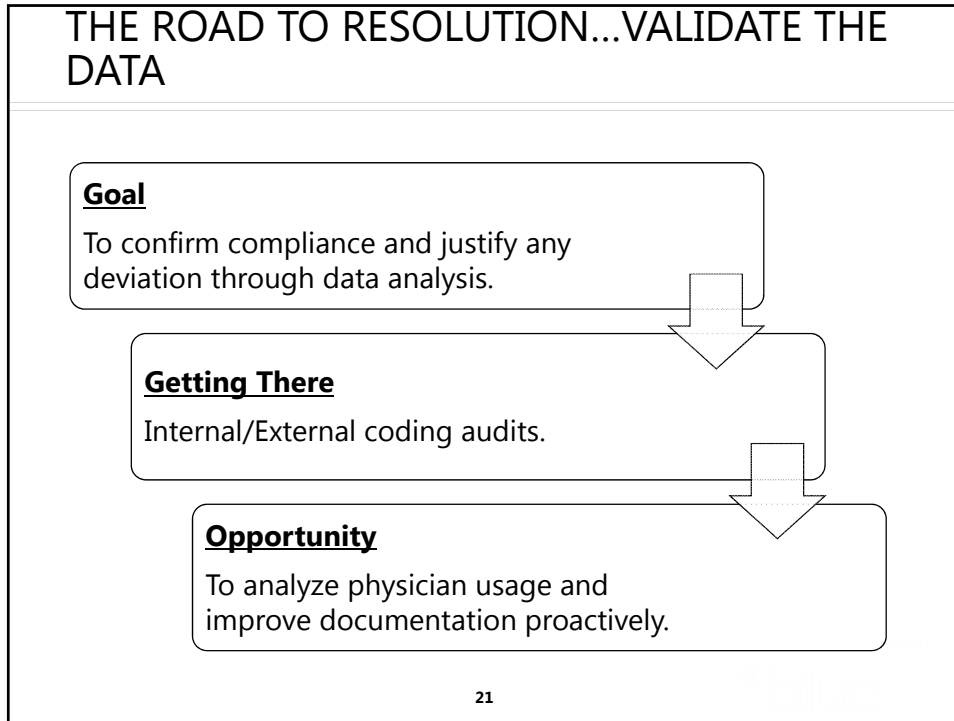 THE ROAD TO RESOLUTION...VALIDATE THE
DATA
Goal
To confirm compliance and justify any
deviation through data analysis.
Getting There
Internal/External coding audits.
Opportunity
To analyze physician usage and
improve documentation proactively.
21